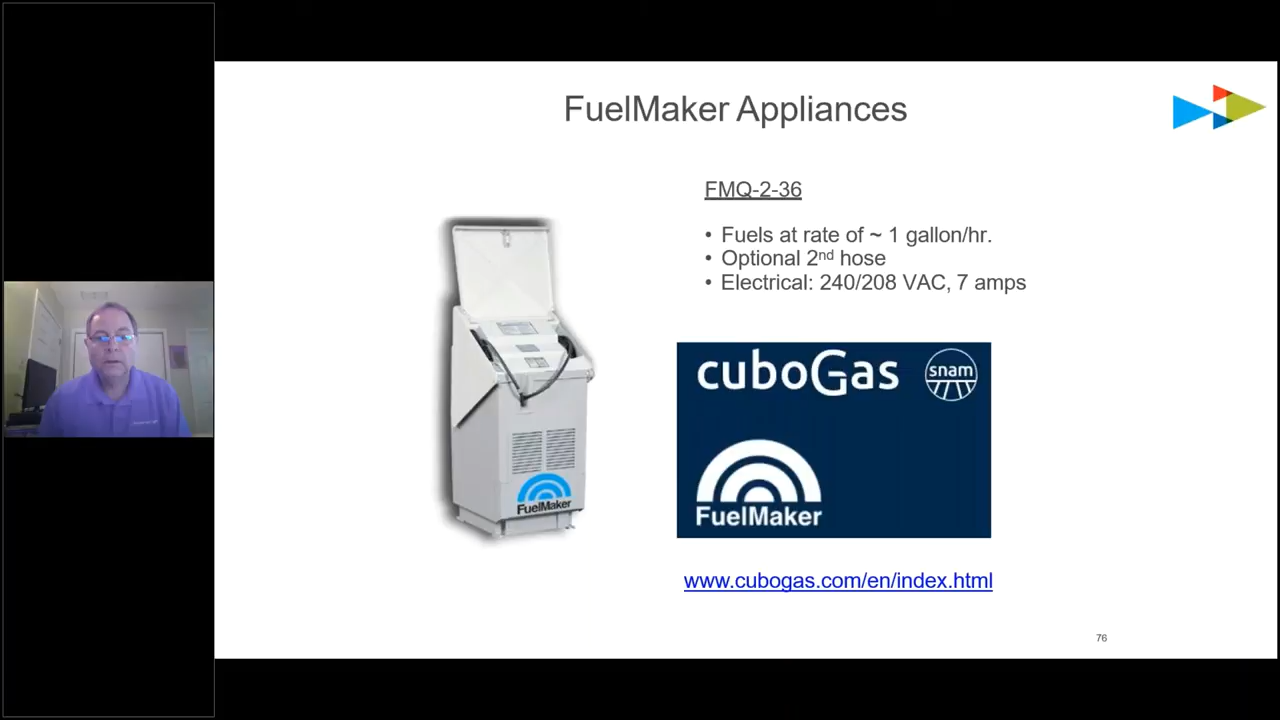 FuelMaker Appliances
FMQ-2-36
• Fuels at rate of ~ 1 gallon/hr.
• Optional 2nd hose
• Electrical: 240/208 VAC, 7 amps
FuelMaker
cuboGas
snam
FuelMaker
www.cubogas.com/en/index.html
76